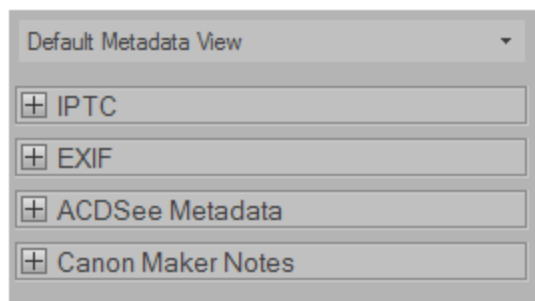 Default Metadata View
IPTC
EXIF
ACDSee Metadata
Canon Maker Notes